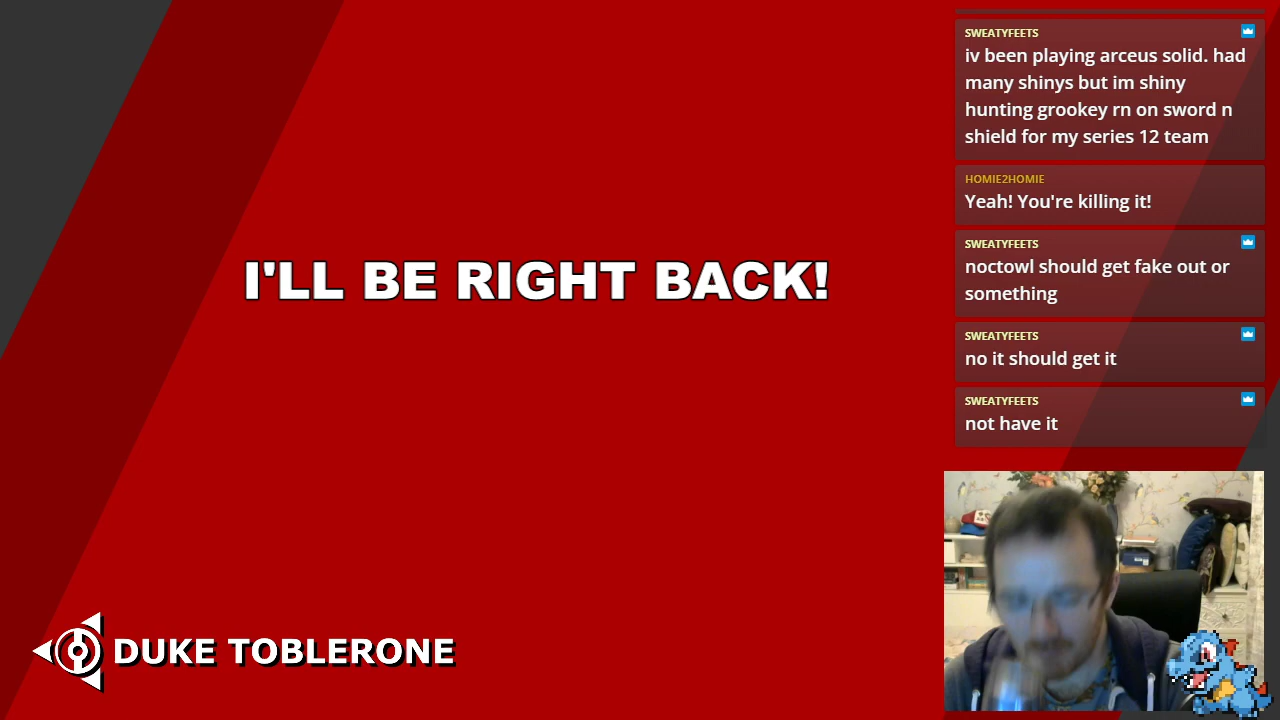 SWEATYFEETS
iv been playing arceus solid. had
many shinys but im shiny
hunting grookey rn on sword n
shield for my series 12 team
HOMIE2HOMIE
Yeah! You're killing it!
SWEATYFEETS
noctowl should get fake out or
something
SWEATYFEETS
no it should get it
SWEATYFEETS
not have it
I'LL BE RIGHT BACK!
DUKE TOBLERONE